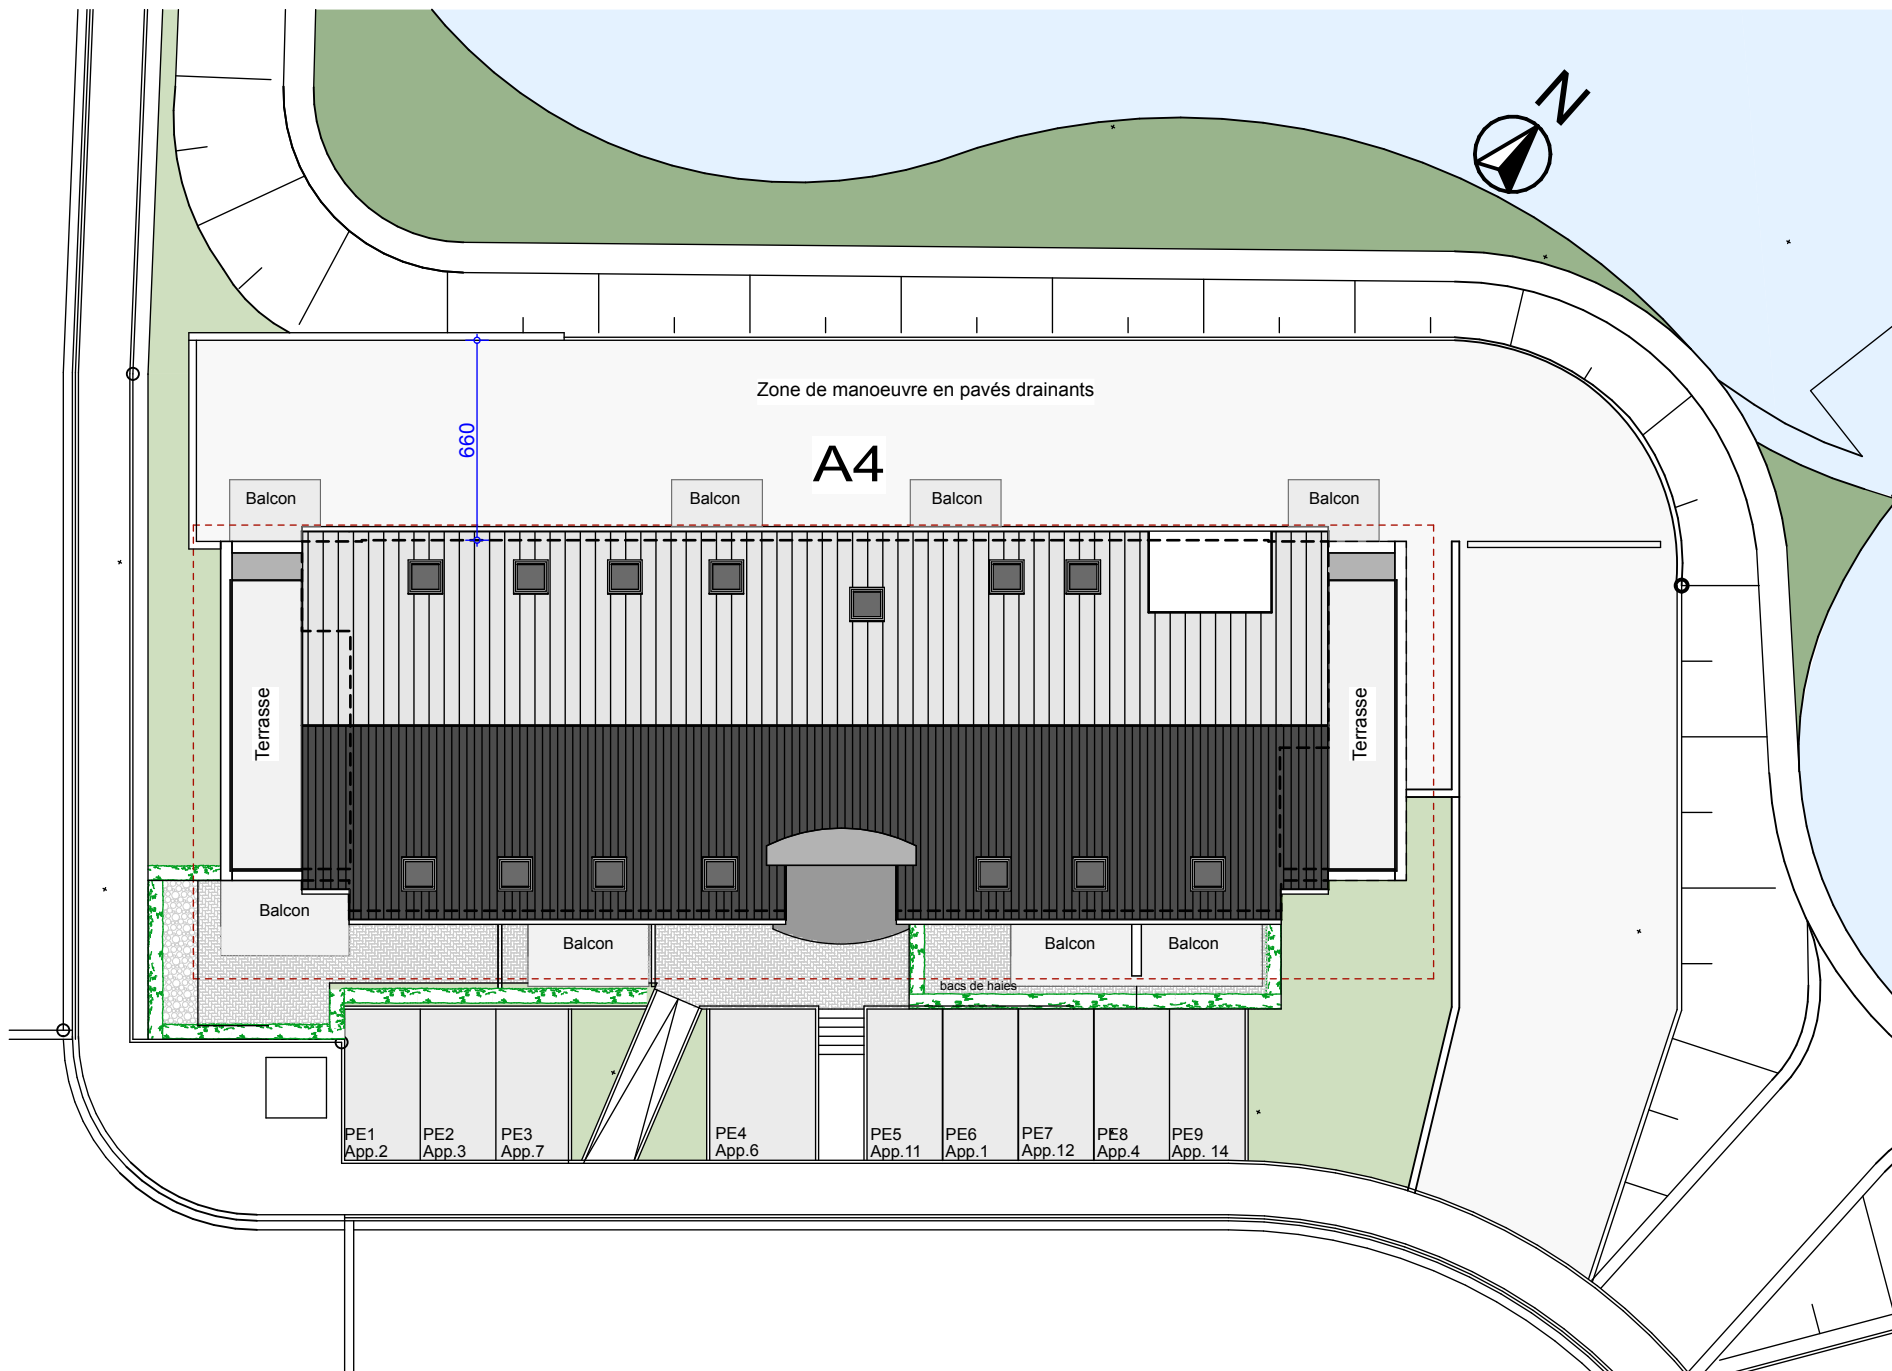 N
Zone de manoeuvre en pavés drainants
660
A4
Balcon
Balcon
Balcon
Balcon
Terrasse
Terrasse
Balcon
Balcon
Balcon
Balcon
bacs de haies
PE1
App.2
PE2
App.3
PE3
App.7
PE4
App.6
PE5
App.11
PE6
App.1
PE7
App.12
PE8
App.4
PE9
App. 14